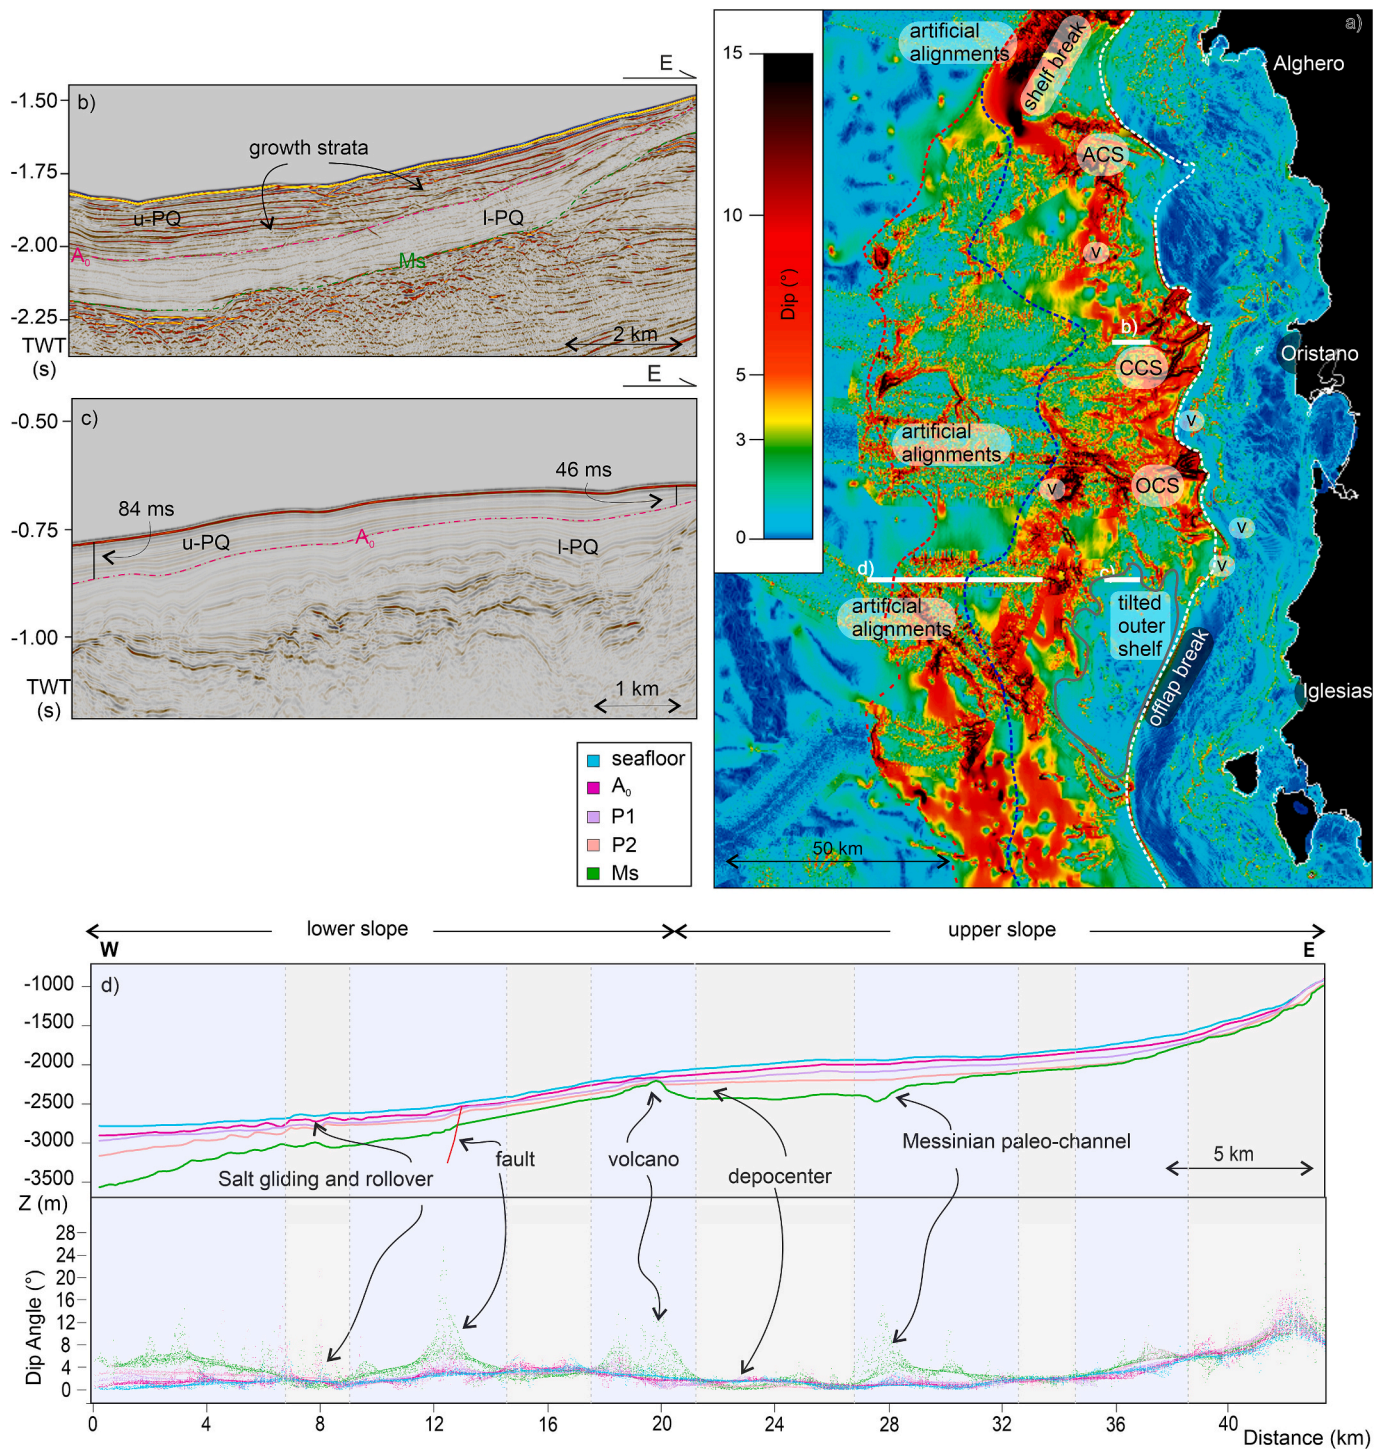 a)
artificial
alignments
shelf break
Alghero
15
10
5
3
0
Dip (°)
ACS
v
b)
CCS
Oristano
v
artificial
alignments
v
OCS
v
v
d)
c)
artificial
alignments
tilted
outer
shelf
offlap break
Iglesias
50 km
E
b)
-1.50
-1.75
-2.00
-2.25
TWT
(s)
growth strata
u-PQ
l-PQ
A0
Ms
2 km
E
c)
-0.50
-0.75
-1.00
TWT
(s)
46 ms
84 ms
u-PQ
A0
l-PQ
1 km
seafloor
A0
P1
P2
Ms
lower slope
upper slope
W
E
d)
-1000
-1500
-2000
-2500
-3000
-3500
Z (m)
Salt gliding and rollover
fault
volcano
depocenter
Messinian paleo-channel
5 km
28
24
20
16
12
8
4
0
Dip Angle (°)
0 4 8 12 16 20 24 28 32 36 40
Distance (km)